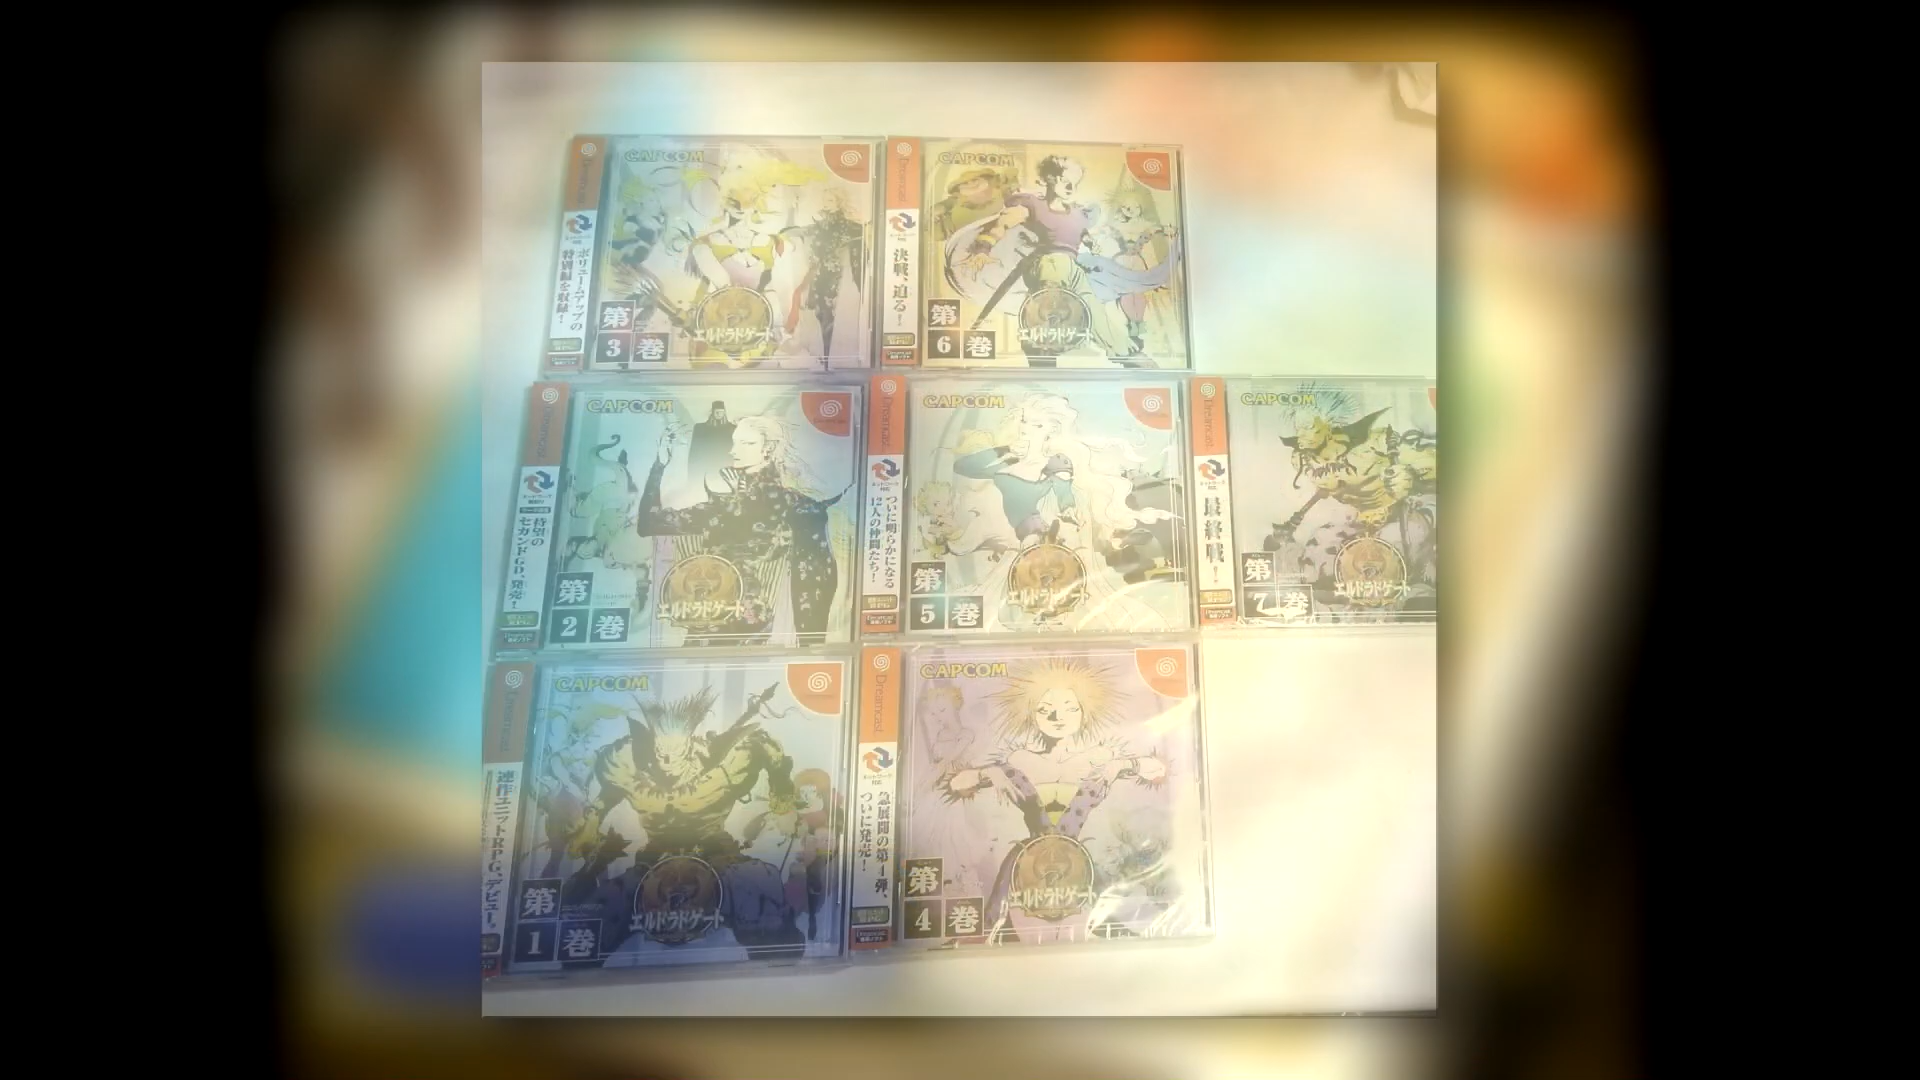 Dreamcast
ボリュームアップの
特別編を収録！
CAPCOM
第
3 巻
エルドラドゲート
Dreamcast
決戦、迫る！
CAPCOM
第
6 巻
エルドラドゲート
Dreamcast
待望の
セカンドGD、発売！
CAPCOM
第
2 巻
エルドラドゲート
Dreamcast
ついに明らかになる
12人の仲間たち！
CAPCOM
第
5 巻
エルドラドゲート
Dreamcast
最終戦！
CAPCOM
第
7 巻
エルドラドゲート
Dreamcast
連作ユニットRPG、デビュー。
CAPCOM
第
1 巻
エルドラドゲート
Dreamcast
急展開の第4弾、
ついに発売！
CAPCOM
第
4 巻
エルドラドゲート